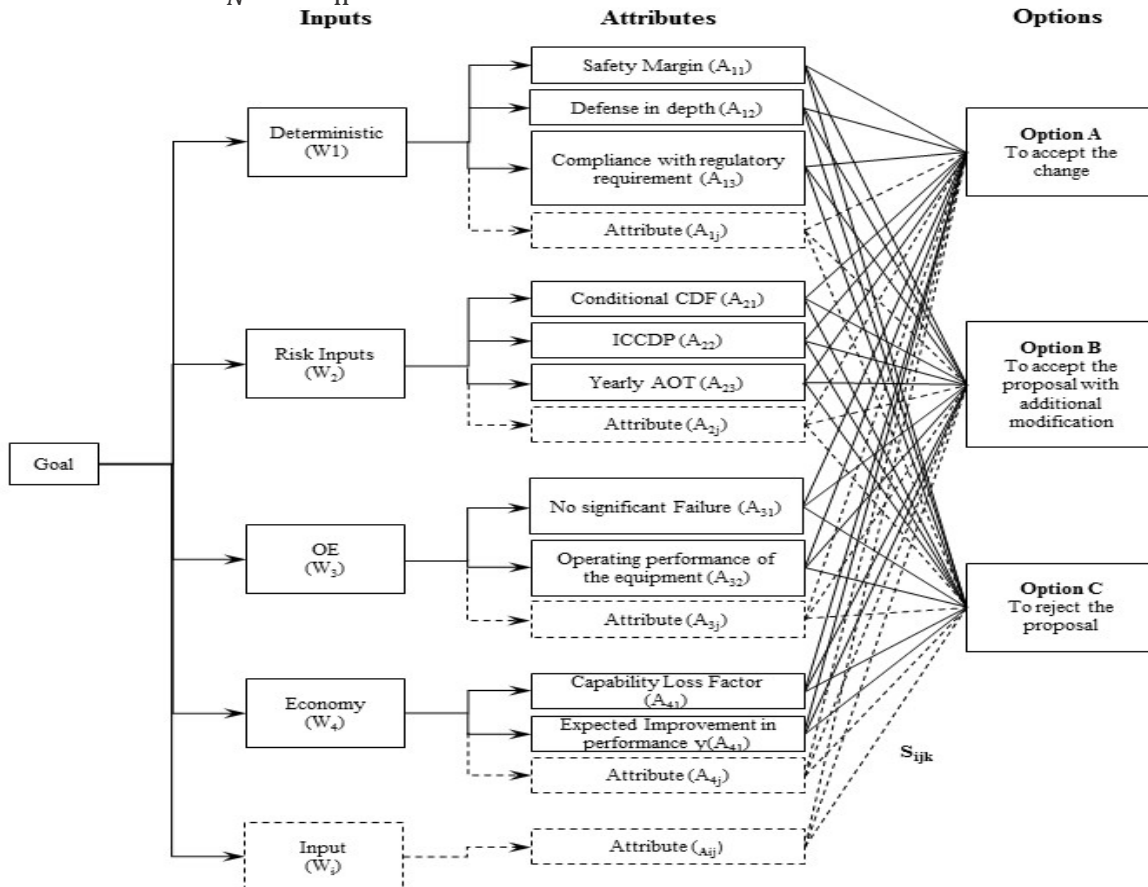 N H
Inputs
Attributes
Options
Goal
Deterministic
(W1)
Risk Inputs
(W₂)
OE
(W₃)
Economy
(W₄)
Input
(Wᵢ)
Safety Margin (A₁₁)
Defense in depth (A₁₂)
Compliance with regulatory
requirement (A₁₃)
Attribute (A₁ⱼ)
Conditional CDF (A₂₁)
ICCDP (A₂₂)
Yearly AOT (A₂₃)
Attribute (A₂ⱼ)
No significant Failure (A₃₁)
Operating performance of
the equipment (A₃₂)
Attribute (A₃ⱼ)
Capability Loss Factor
(A₄₁)
Expected Improvement in
performance y(A₄₁)
Attribute (A₄ⱼ)
Attribute (Aᵢⱼ)
Option A
To accept the
change
Option B
To accept the
proposal with
additional
modification
Option C
To reject the
proposal
Sᵢⱼₖ